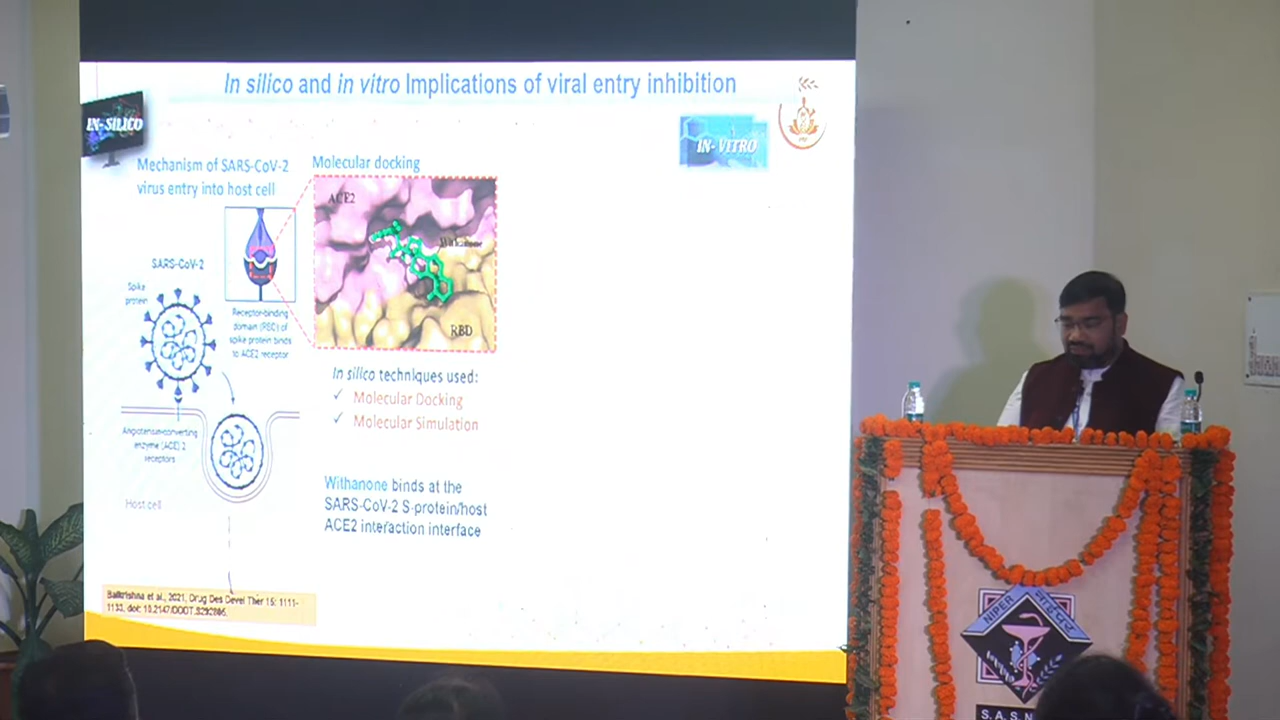 In silico and in vitro Implications of viral entry inhibition
IN-SILICO
IN-VITRO
Mechanism of SARS-CoV-2
virus entry into host cell
Molecular docking
ACE2
Withanone
RBD
SARS-CoV-2
Spike
protein
Receptor-binding
domain (RBD) of
spike protein binds
to ACE2 receptor
In silico techniques used:
✓ Molecular Docking
✓ Molecular Simulation
Angiotensin-converting
enzyme (ACE) 2
receptors
Host cell
Withanone binds at the
SARS-CoV-2 S-protein/host
ACE2 interaction interface
Balkrishna et al., 2021, Drug Des Devel Ther 15: 1111-
1133, doi:
NIPER
नाईपर
S.A.S.N